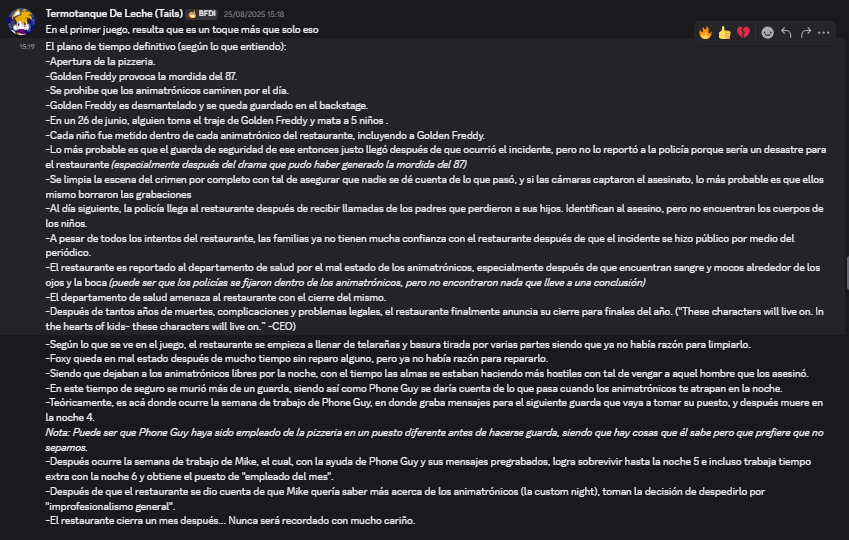 Termotanque De Leche (Tails) BFDI 25/08/2025 15:18
En el primer juego, resulta que es un toque mas que solo eso
15:19 El plano de tiempo definitivo (según lo que entiendo):
-Apertura de la pizzeria.
-Golden Freddy provoca la mordida del 87.
-Se prohibe que los animatrónicos caminen por el día.
-Golden Freddy es desmantelado y se queda guardado en el backstage.
-En un 26 de junio, alguien toma el traje de Golden Freddy y mata a 5 niños .
-Cada niño fue metido dentro de cada animatrónico del restaurante, incluyendo a Golden Freddy.
-Lo más probable es que el guarda de seguridad de ese entonces justo llegó después de que ocurrió el incidente, pero no lo reportó a la policía porque sería un desastre para
el restaurante (especialmente después del drama que pudo haber generado la mordida del 87)
-Se limpia la escena del crimen por completo con tal de asegurar que nadie se dé cuenta de lo que pasó, y si las cámaras captaron el asesinato, lo más probable es que ellos
mismo borraron las grabaciones
-Al día siguiente, la policía llega al restaurante después de recibir llamadas de los padres que perdieron a sus hijos. Identifican al asesino, pero no encuentran los cuerpos de
los niños.
-A pesar de todos los intentos del restaurante, las familias ya no tienen mucha confianza con el restaurante después de que el incidente se hizo público por medio del
periódico.
-El restaurante es reportado al departamento de salud por el mal estado de los animatrónicos, especialmente después de que encuentran sangre y mocos alrededor de los
ojos y la boca (puede ser que los policías se fijaron dentro de los animatrónicos, pero no encontraron nada que lleve a una conclusión)
-El departamento de salud amenaza al restaurante con el cierre del mismo.
-Después de tantos años de muertes, complicaciones y problemas legales, el restaurante finalmente anuncia su cierre para finales del año. ("These characters will live on. In
the hearts of kids- these characters will live on." -CEO)
-Según lo que se ve en el juego, el restaurante se empieza a llenar de telarañas y basura tirada por varias partes siendo que ya no había razón para limpiarlo.
-Foxy queda en mal estado después de mucho tiempo sin reparo alguno, pero ya no había razón para repararlo.
-Siendo que dejaban a los animatrónicos libres por la noche, con el tiempo las almas se estaban haciendo más hostiles con tal de vengar a aquel hombre que los asesinó.
-En este tiempo de seguro se murió más de un guarda, siendo así como Phone Guy se daría cuenta de lo que pasa cuando los animatrónicos te atrapan en la noche.
-Teóricamente, es acá donde ocurre la semana de trabajo de Phone Guy, en donde graba mensajes para el siguiente guarda que vaya a tomar su puesto, y después muere en
la noche 4.
Nota: Puede ser que Phone Guy haya sido empleado de la pizzeria en un puesto diferente antes de hacerse guarda, siendo que hay cosas que él sabe pero que prefiere que no
sepamos.
-Después ocurre la semana de trabajo de Mike, el cual, con la ayuda de Phone Guy y sus mensajes pregrabados, logra sobrevivir hasta la noche 5 e incluso trabaja tiempo
extra con la noche 6 y obtiene el puesto de "empleado del mes".
-Después de que el restaurante se dio cuenta de que Mike quería saber más acerca de los animatrónicos (la custom night), toman la decisión de despedirlo por
"improfesionalismo general".
-El restaurante cierra un mes después... Nunca será recordado con mucho cariño.